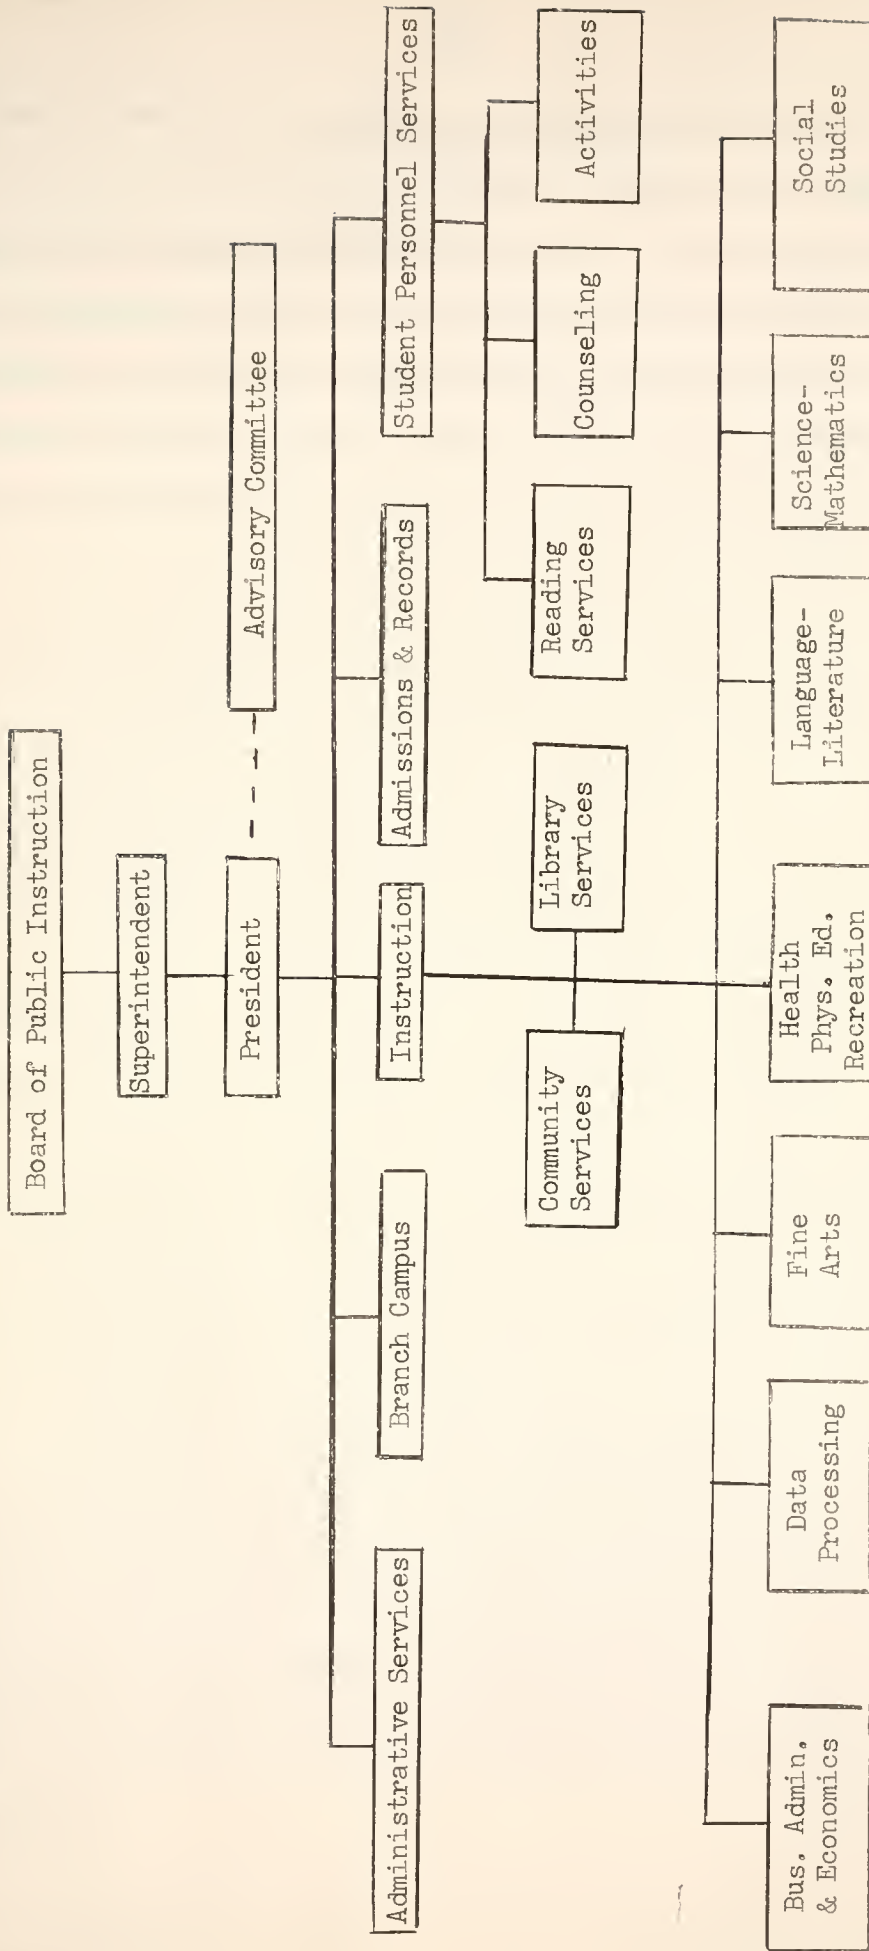 Board of Public Instruction
Superintendent
President
Advisory Committee
Administrative Services
Branch Campus
Instruction
Admissions & Records
Student Personnel Services
Community
Services
Library
Services
Reading
Services
Counseling
Activities
Bus. Admin.
& Economics
Data
Processing
Fine
Arts
Health
Phys. Ed.
Recreation
Language-
Literature
Science-
Mathematics
Social
Studies